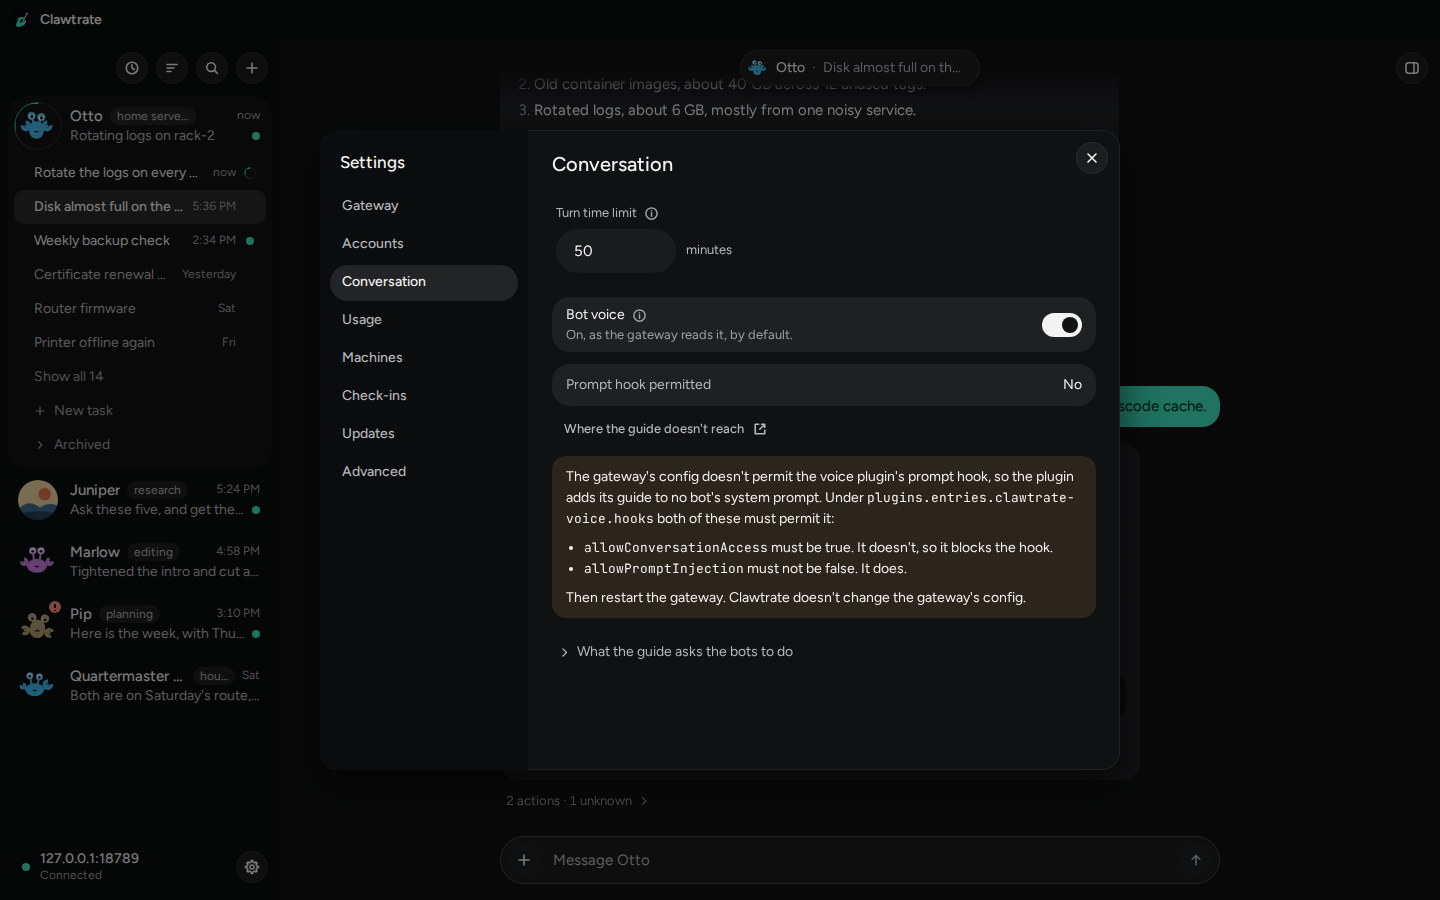 Clawtrate
Otto · Disk almost full on th...
Otto home serve... now
Rotating logs on rack-2
Rotate the logs on every ... now
Disk almost full on the ... 5:36 PM
Weekly backup check 2:34 PM
Certificate renewal ... Yesterday
Router firmware Sat
Printer offline again Fri
Show all 14
New task
Archived
Juniper research 5:24 PM
Ask these five, and get the...
Marlow editing 4:58 PM
Tightened the intro and cut a...
Pip planning 3:10 PM
Here is the week, with Thu...
Quartermaster ... hou... Sat
Both are on Saturday's route,...
127.0.0.1:18789
Connected
2. Old container images, about 40 GB across 12 unused tags.
3. Rotated logs, about 6 GB, mostly from one noisy service.
scode cache.
Settings
Gateway
Accounts
Conversation
Usage
Machines
Check-ins
Updates
Advanced
Conversation
Turn time limit
50 minutes
Bot voice
On, as the gateway reads it, by default.
Prompt hook permitted No
Where the guide doesn't reach
The gateway's config doesn't permit the voice plugin's prompt hook, so the plugin
adds its guide to no bot's system prompt. Under plugins.entries.clawtrate-
voice.hooks both of these must permit it:
• allowConversationAccess must be true. It doesn't, so it blocks the hook.
• allowPromptInjection must not be false. It does.
Then restart the gateway. Clawtrate doesn't change the gateway's config.
What the guide asks the bots to do
2 actions · 1 unknown
Message Otto